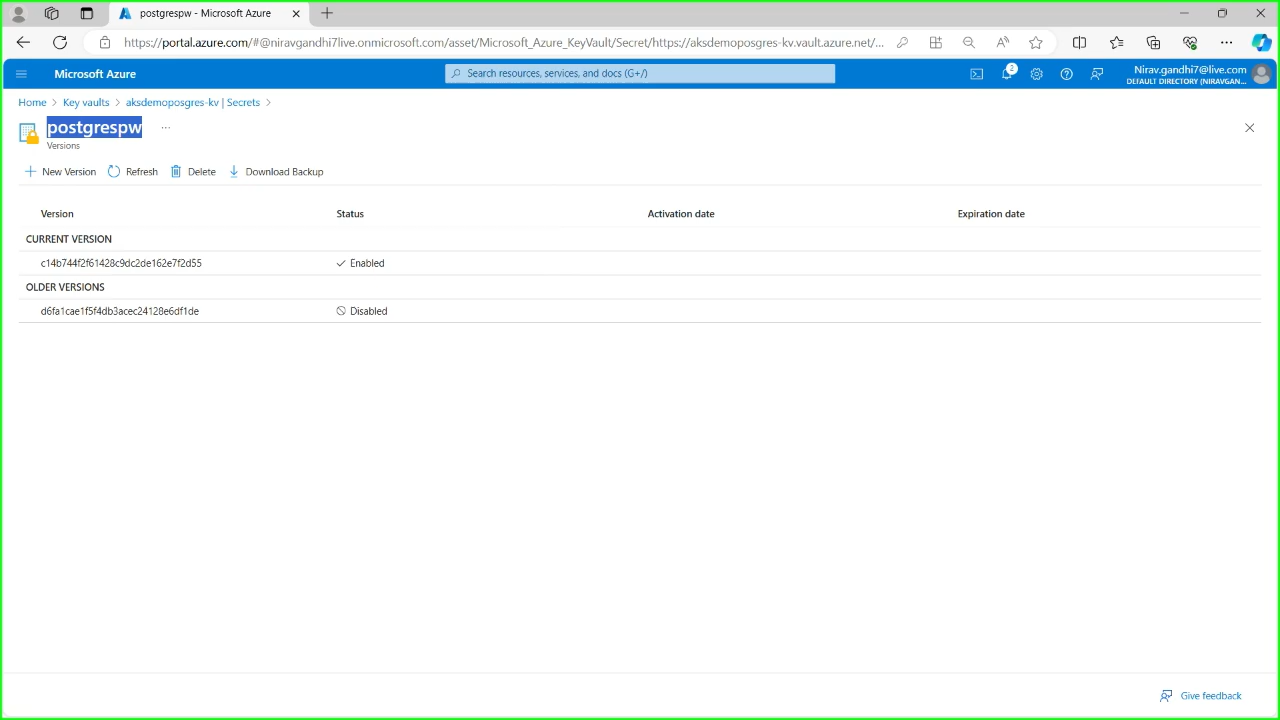 postgrespw - Microsoft Azure
https://portal.azure.com/#@niravgandhi7live.onmicrosoft.com/asset/Microsoft_Azure_KeyVault/Secret/https://aksdemoposgres-kv.vault.azure.net/...
Microsoft Azure
Search resources, services, and docs (G+/)
2
Nirav.gandhi7@live.com
DEFAULT DIRECTORY (NIRAVGAN...
Home > Key vaults > aksdemoposgres-kv | Secrets >
postgrespw ...
Versions
New Version Refresh Delete Download Backup
Version Status Activation date Expiration date
CURRENT VERSION
c14b744f2f61428c9dc2de162e7f2d55 Enabled
OLDER VERSIONS
d6fa1cae1f5f4db3acec24128e6df1de Disabled
Give feedback